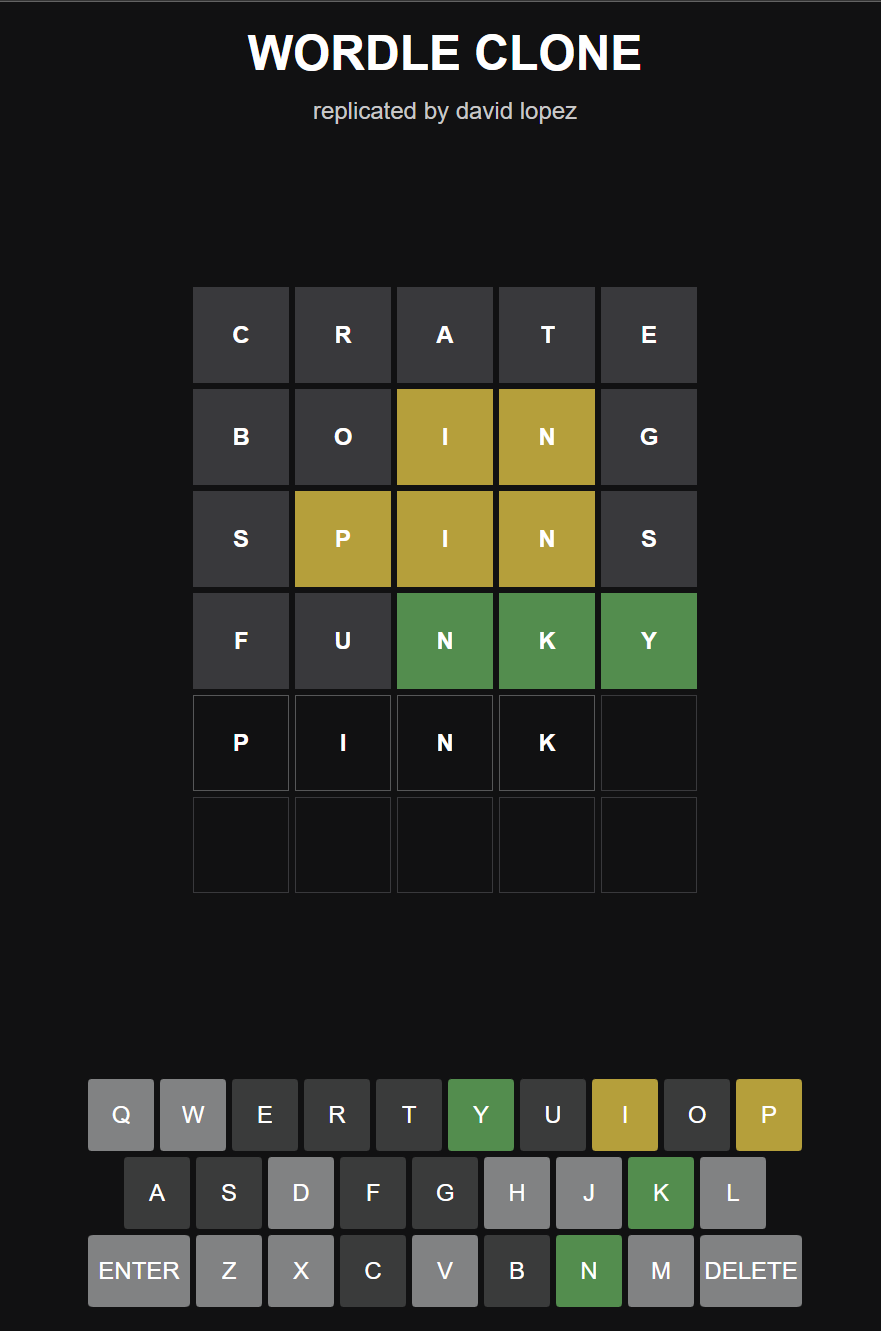 WORDLE CLONE
replicated by david lopez
C R A T E
B O I N G
S P I N S
F U N K Y
P I N K
Q W E R T Y U I O P
A S D F G H J K L
ENTER Z X C V B N M DELETE